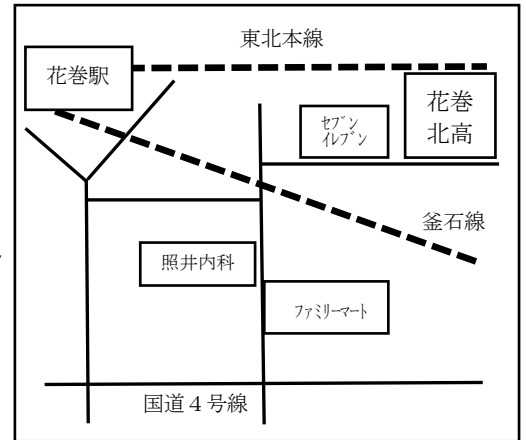 東北本線
花巻駅
花巻
北高
セブン
イレブン
釜石線
照井内科
ファミリーマート
国道４号線